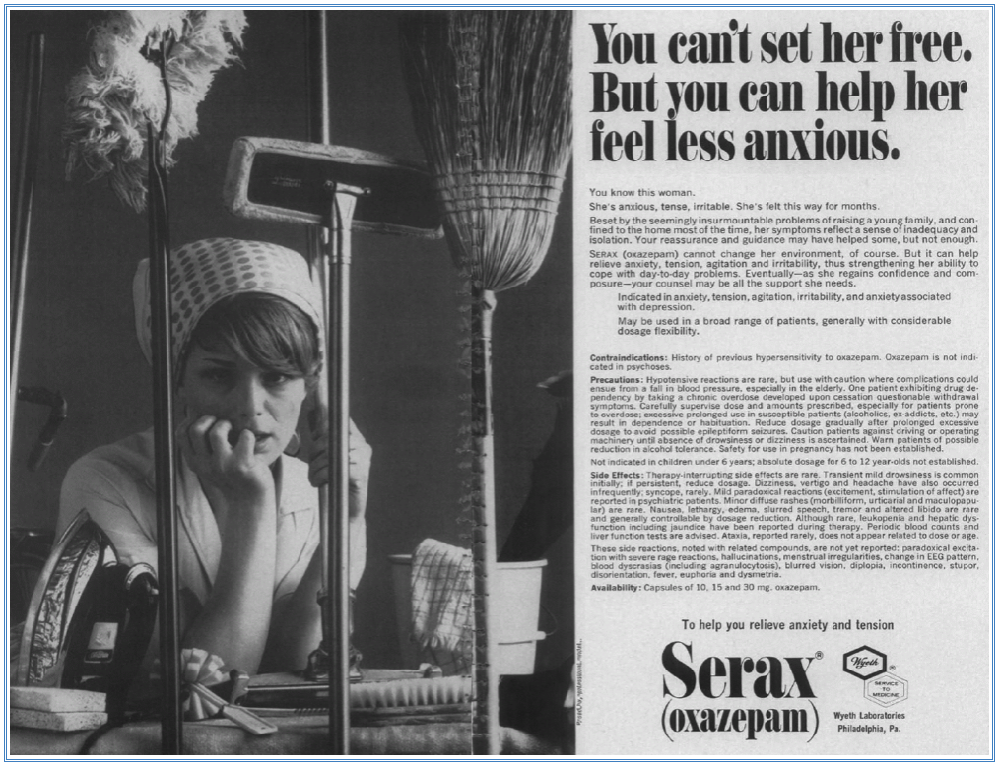 You can't set her free.
But you can help her
feel less anxious.
You know this woman.
She's anxious, tense, irritable. She's felt this way for months.
Beset by the seemingly insurmountable problems of raising a young family, and con-
fined to the home most of the time, her symptoms reflect a sense of inadequacy and
isolation. Your reassurance and guidance may have helped some, but not enough.
SERAX (oxazepam) cannot change her environment, of course. But it can help
relieve anxiety, tension, agitation and irritability, thus strengthening her ability to
cope with day-to-day problems. Eventually—as she regains confidence and com-
posure—your counsel may be all the support she needs.
Indicated in anxiety, tension, agitation, irritability, and anxiety associated
with depression.
May be used in a broad range of patients, generally with considerable
dosage flexibility.
Contraindications: History of previous hypersensitivity to oxazepam. Oxazepam is not indi-
cated in psychoses.
Precautions: Hypotensive reactions are rare, but use with caution where complications could
ensue from a fall in blood pressure, especially in the elderly. One patient exhibiting drug de-
pendency by taking a chronic overdose developed upon cessation questionable withdrawal
symptoms. Carefully supervise dose and amounts prescribed, especially for patients prone
to overdose; excessive prolonged use in susceptible patients (alcoholics, ex-addicts, etc.) may
result in dependence or habituation. Reduce dosage gradually after prolonged excessive
dosage to avoid possible epileptiform seizures. Caution patients against driving or operating
machinery until absence of drowsiness or dizziness is ascertained. Warn patients of possible
reduction in alcohol tolerance. Safety for use in pregnancy has not been established.
Not indicated in children under 6 years; absolute dosage for 6 to 12 year-olds not established.
Side Effects: Therapy-interrupting side effects are rare. Transient mild drowsiness is common
initially; if persistent, reduce dosage. Dizziness, vertigo and headache have also occurred
infrequently; syncope, rarely. Mild paradoxical reactions (excitement, stimulation of affect) are
reported in psychiatric patients. Minor diffuse rashes (morbilliform, urticarial and maculopapu-
lar) are rare. Nausea, lethargy, edema, slurred speech, tremor and altered libido are rare
and generally controllable by dosage reduction. Although rare, leukopenia and hepatic dys-
function including jaundice have been reported during therapy. Periodic blood counts and
liver function tests are advised. Ataxia, reported rarely, does not appear related to dose or age.
These side reactions, noted with related compounds, are not yet reported: paradoxical excita-
tion with severe rage reactions, hallucinations, menstrual irregularities, change in EEG pattern,
blood dyscrasias (including agranulocytosis), blurred vision, diplopia, incontinence, stupor,
disorientation, fever, euphoria and dysmetria.
Availability: Capsules of 10, 15 and 30 mg. oxazepam.
To help you relieve anxiety and tension
Serax®
(oxazepam)
Wyeth ®
SERVICE
TO
MEDICINE
Wyeth Laboratories
Philadelphia, Pa.